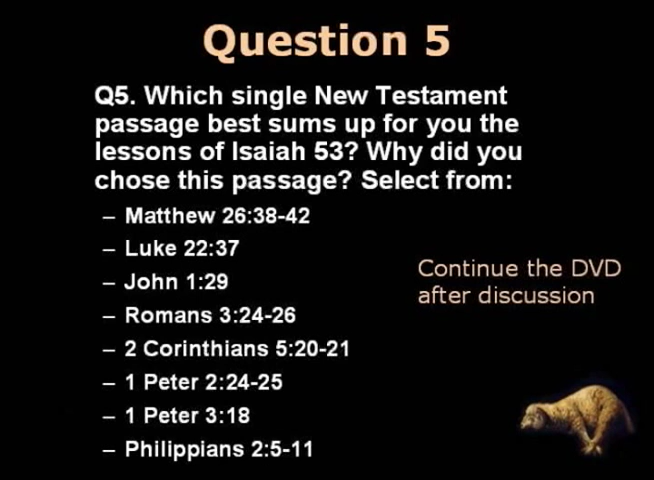 Question 5
Q5. Which single New Testament
passage best sums up for you the
lessons of Isaiah 53? Why did you
chose this passage? Select from:
– Matthew 26:38-42
– Luke 22:37
– John 1:29
– Romans 3:24-26
– 2 Corinthians 5:20-21
– 1 Peter 2:24-25
– 1 Peter 3:18
– Philippians 2:5-11
Continue the DVD
after discussion